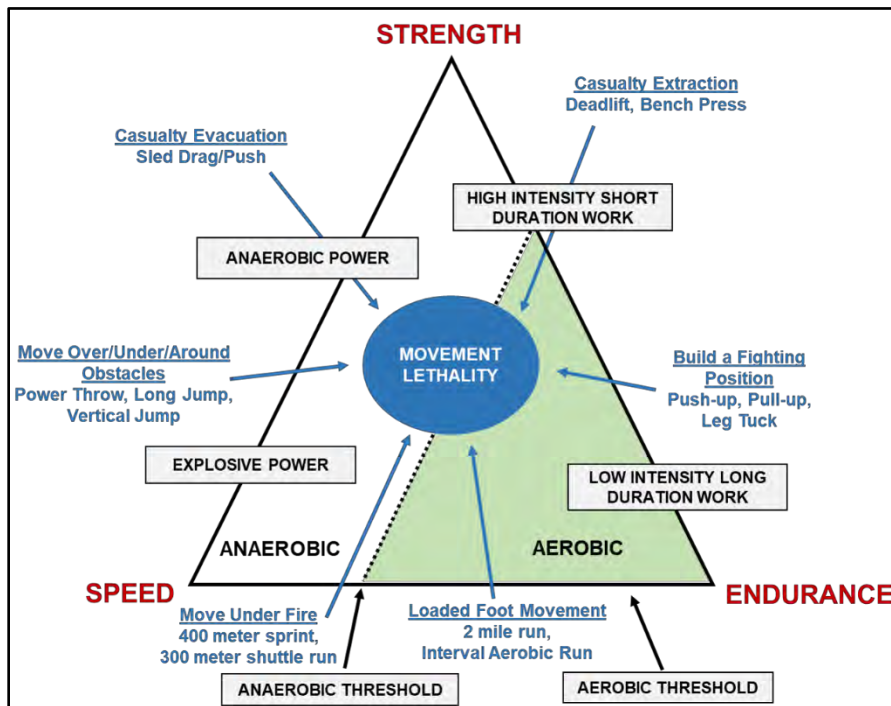 STRENGTH
Casualty Extraction
Deadlift, Bench Press
Casualty Evacuation
Sled Drag/Push
HIGH INTENSITY SHORT
DURATION WORK
ANAEROBIC POWER
MOVEMENT
LETHALITY
Move Over/Under/Around
Obstacles
Power Throw, Long Jump,
Vertical Jump
Build a Fighting
Position
Push-up, Pull-up,
Leg Tuck
EXPLOSIVE POWER
LOW INTENSITY LONG
DURATION WORK
ANAEROBIC
AEROBIC
SPEED
ENDURANCE
Move Under Fire
400 meter sprint,
300 meter shuttle run
Loaded Foot Movement
2 mile run,
Interval Aerobic Run
ANAEROBIC THRESHOLD
AEROBIC THRESHOLD